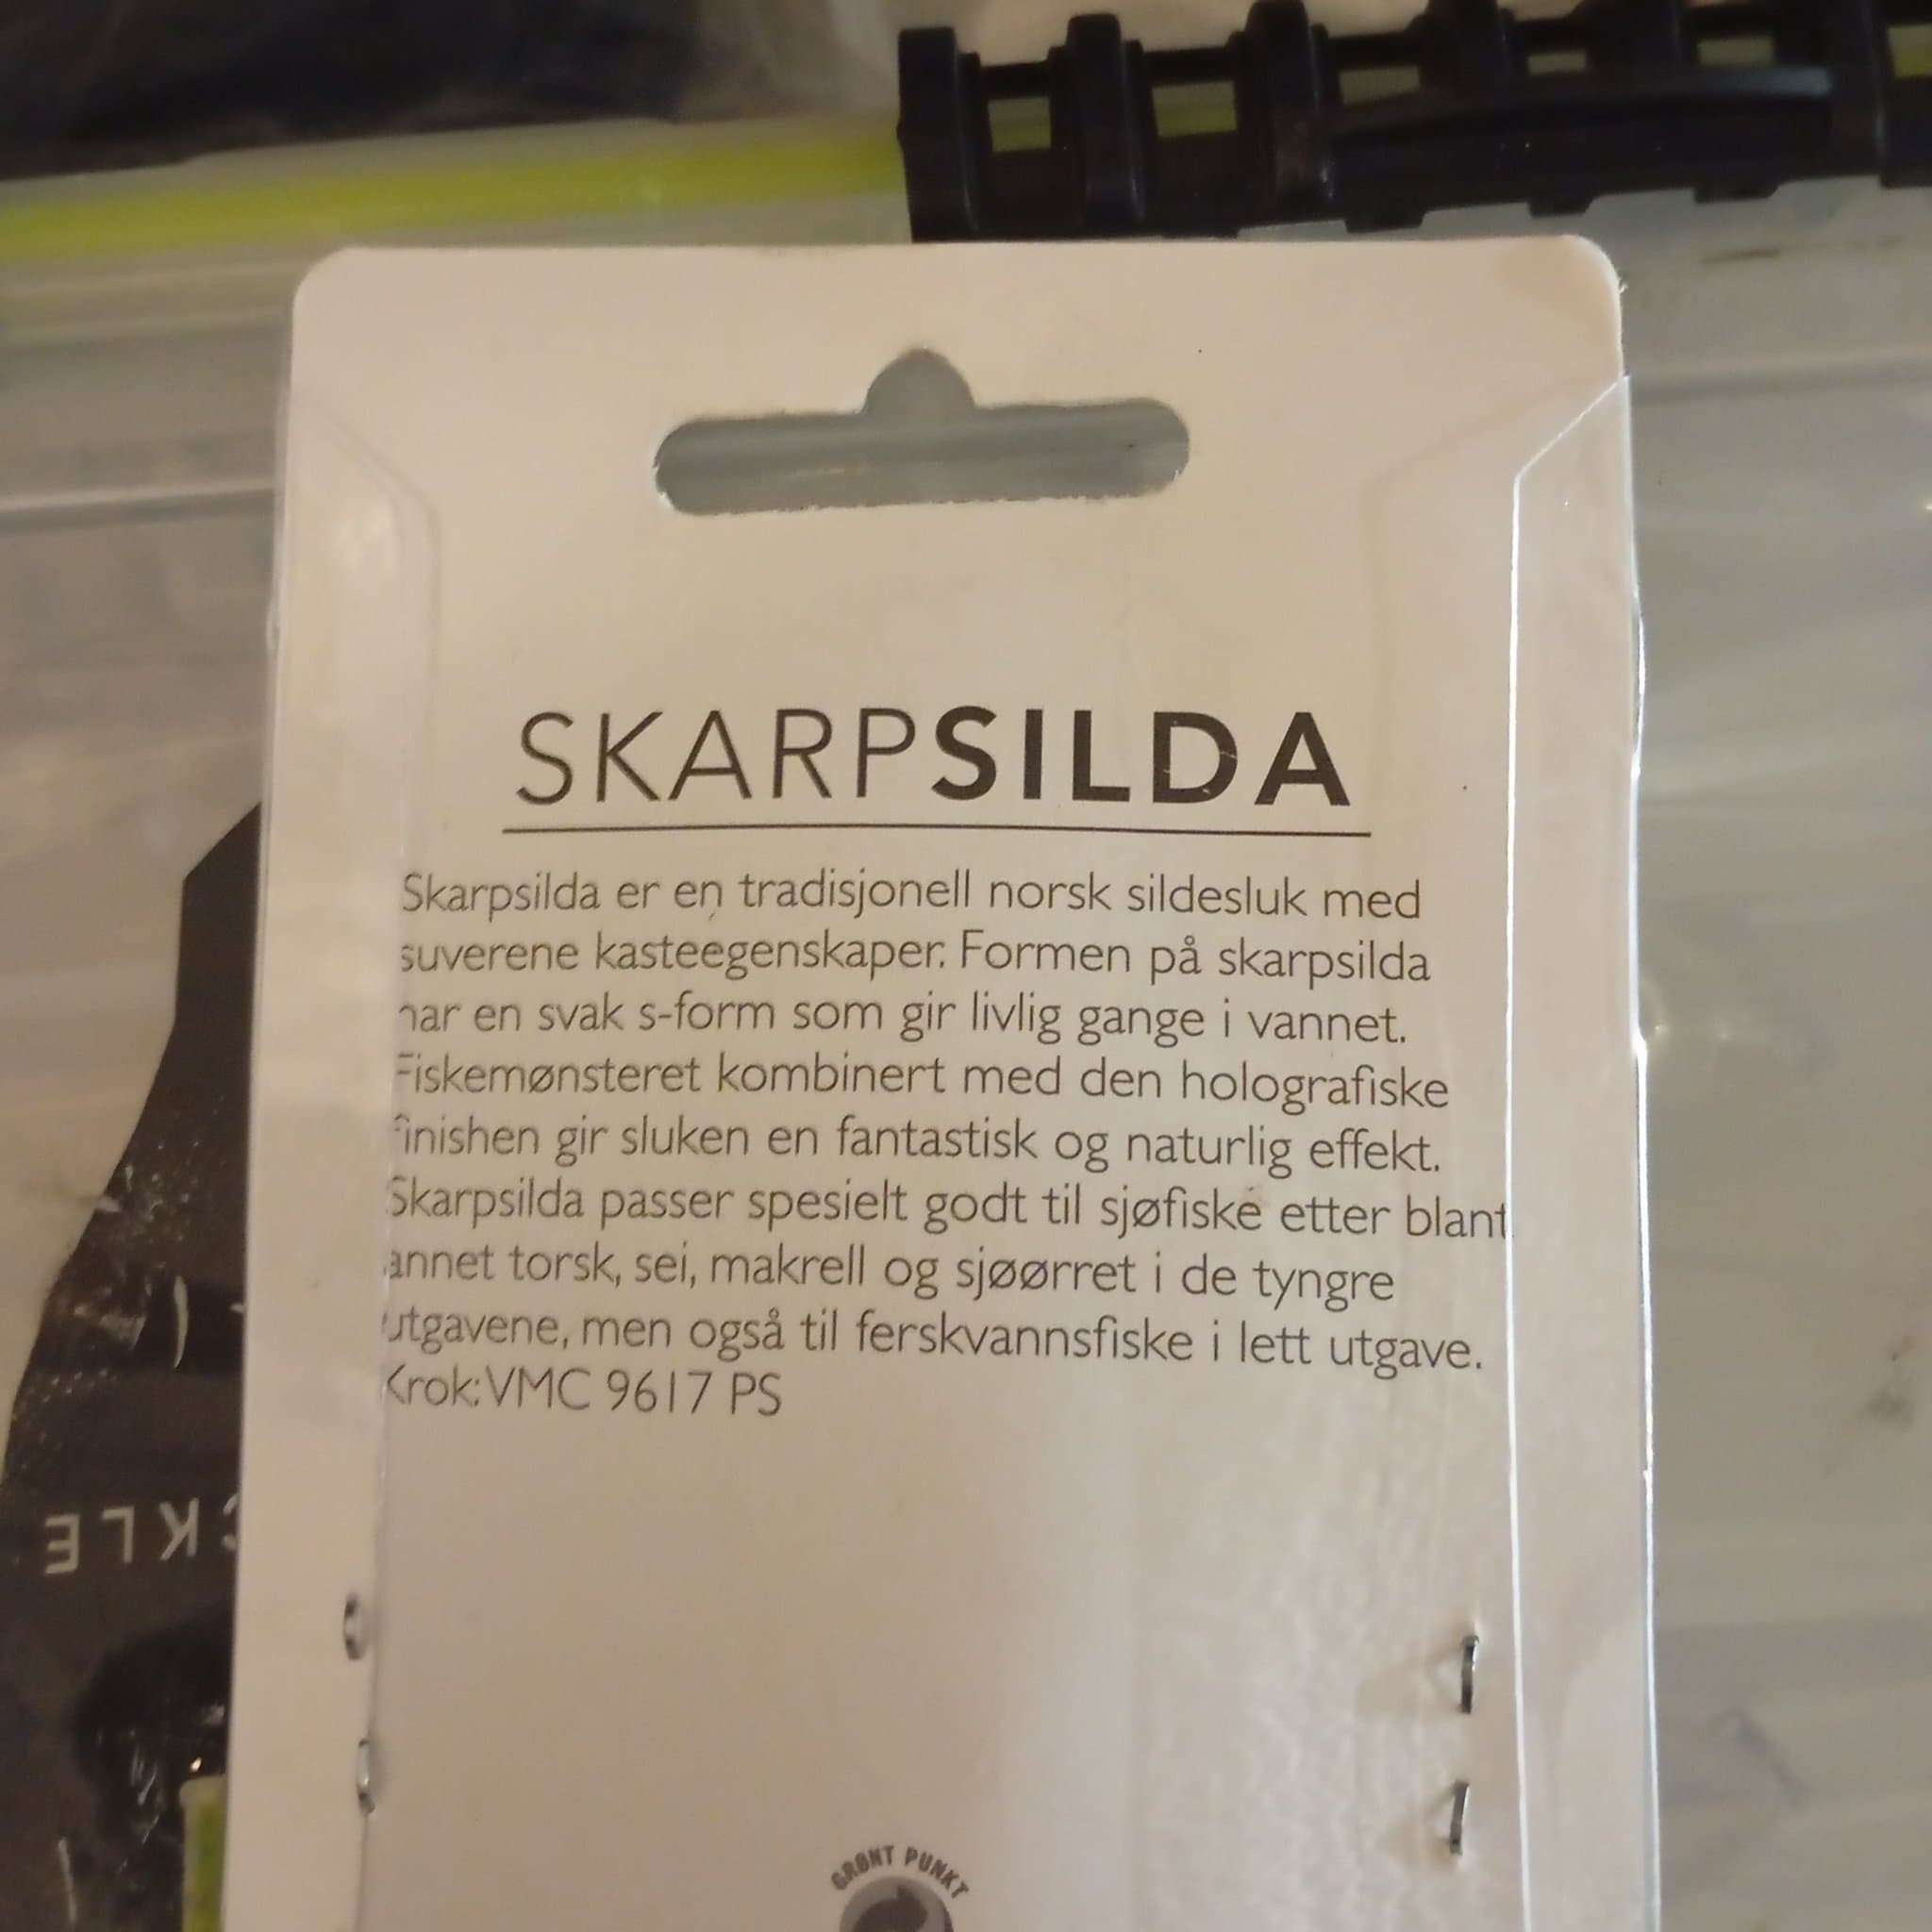 SKARPSILDA
Skarpsilda er en tradisjonell norsk sildesluk med
suverene kasteegenskaper. Formen på skarpsilda
har en svak s-form som gir livlig gange i vannet.
Fiskemønsteret kombinert med den holografiske
finishen gir sluken en fantastisk og naturlig effekt.
Skarpsilda passer spesielt godt til sjøfiske etter blant
annet torsk, sei, makrell og sjøørret i de tyngre
utgavene, men også til ferskvannsfiske i lett utgave.
Krok: VMC 9617 PS
CKLE
GRØNT PUNKT